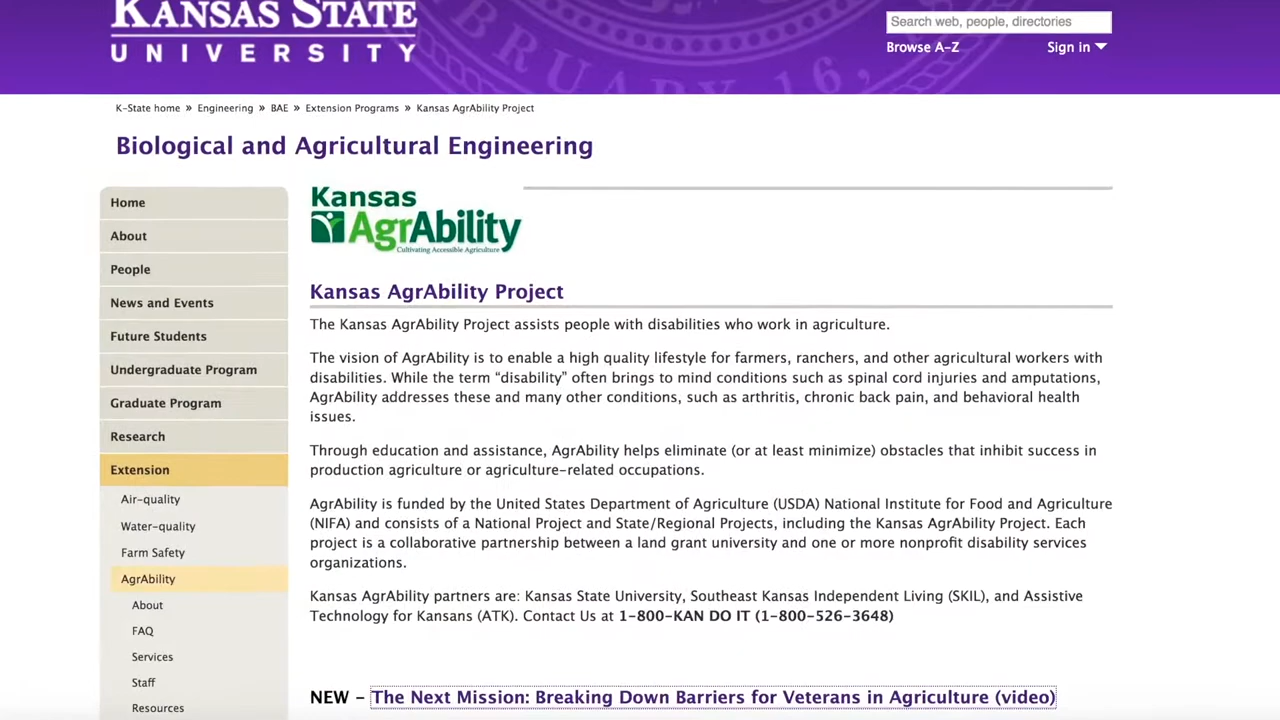 KANSAS STATE
UNIVERSITY
Search web, people, directories
Browse A-Z
Sign in
K-State home » Engineering » BAE » Extension Programs » Kansas AgrAbility Project
Biological and Agricultural Engineering
Home
About
People
News and Events
Future Students
Undergraduate Program
Graduate Program
Research
Extension
Air-quality
Water-quality
Farm Safety
AgrAbility
About
FAQ
Services
Staff
Resources
Kansas
AgrAbility
Cultivating Accessible Agriculture
Kansas AgrAbility Project
The Kansas AgrAbility Project assists people with disabilities who work in agriculture.
The vision of AgrAbility is to enable a high quality lifestyle for farmers, ranchers, and other agricultural workers with
disabilities. While the term “disability” often brings to mind conditions such as spinal cord injuries and amputations,
AgrAbility addresses these and many other conditions, such as arthritis, chronic back pain, and behavioral health
issues.
Through education and assistance, AgrAbility helps eliminate (or at least minimize) obstacles that inhibit success in
production agriculture or agriculture-related occupations.
AgrAbility is funded by the United States Department of Agriculture (USDA) National Institute for Food and Agriculture
(NIFA) and consists of a National Project and State/Regional Projects, including the Kansas AgrAbility Project. Each
project is a collaborative partnership between a land grant university and one or more nonprofit disability services
organizations.
Kansas AgrAbility partners are: Kansas State University, Southeast Kansas Independent Living (SKIL), and Assistive
Technology for Kansans (ATK). Contact Us at 1-800-KAN DO IT (1-800-526-3648)
NEW - The Next Mission: Breaking Down Barriers for Veterans in Agriculture (video)